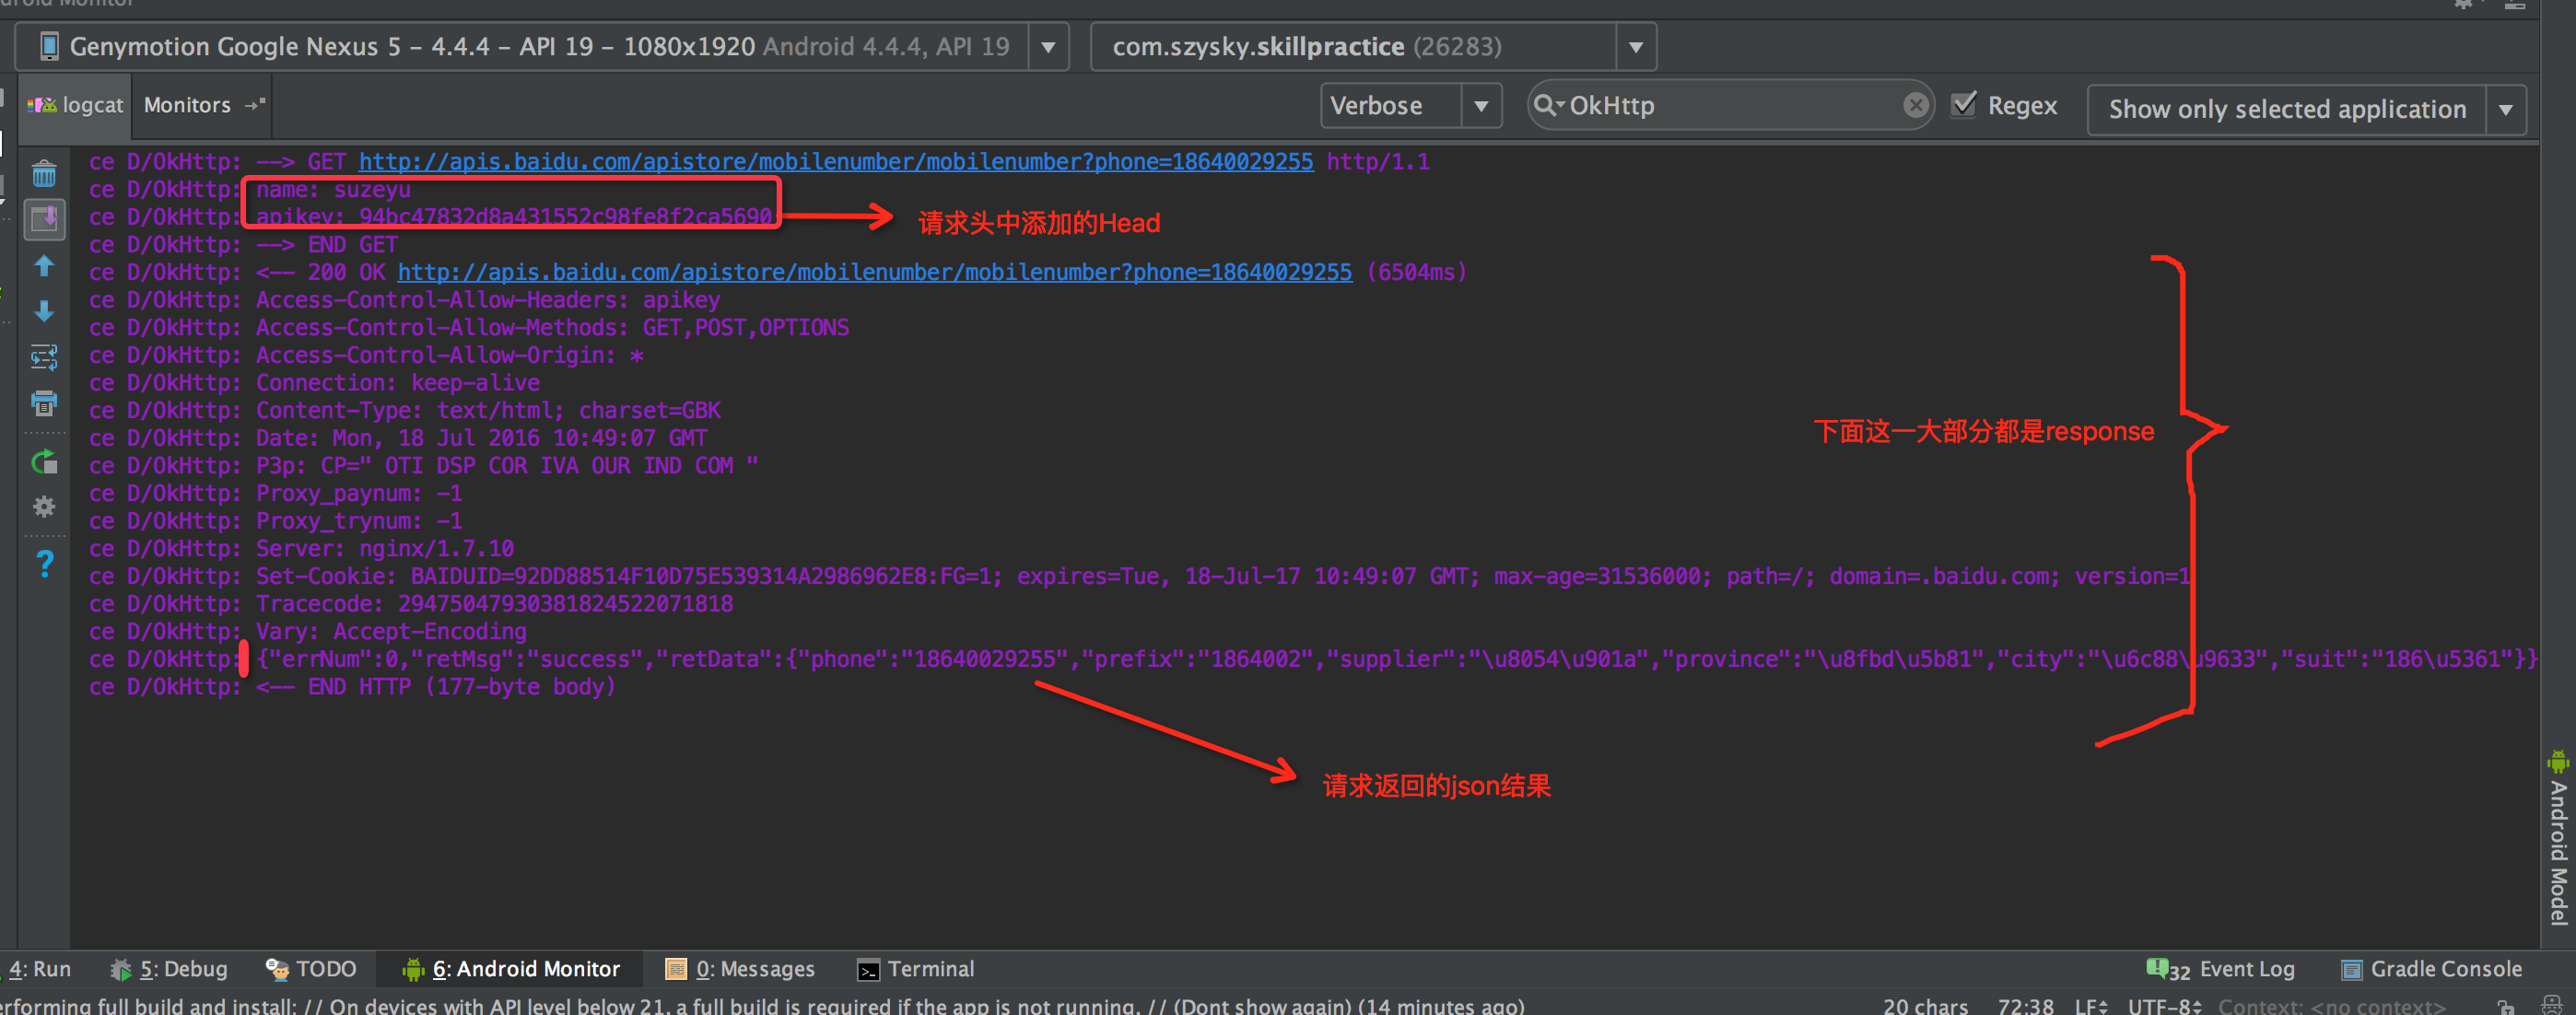 droid Monitor
Genymotion Google Nexus 5 – 4.4.4 – API 19 – 1080x1920 Android 4.4.4, API 19
com.szysky.skillpractice (26283)
logcat
Monitors
Verbose
OkHttp
Regex
Show only selected application
ce D/OkHttp: --> GET http://apis.baidu.com/apistore/mobilenumber/mobilenumber?phone=18640029255 http/1.1
ce D/OkHttp: name: suzeyu
ce D/OkHttp: apikey: 94bc47832d8a431552c98fe8f2ca5690
请求头中添加的Head
ce D/OkHttp: --> END GET
ce D/OkHttp: <-- 200 OK http://apis.baidu.com/apistore/mobilenumber/mobilenumber?phone=18640029255 (6504ms)
ce D/OkHttp: Access-Control-Allow-Headers: apikey
ce D/OkHttp: Access-Control-Allow-Methods: GET,POST,OPTIONS
ce D/OkHttp: Access-Control-Allow-Origin: *
ce D/OkHttp: Connection: keep-alive
ce D/OkHttp: Content-Type: text/html; charset=GBK
下面这一大部分都是response
ce D/OkHttp: Date: Mon, 18 Jul 2016 10:49:07 GMT
ce D/OkHttp: P3p: CP=" OTI DSP COR IVA OUR IND COM "
ce D/OkHttp: Proxy_paynum: -1
ce D/OkHttp: Proxy_trynum: -1
ce D/OkHttp: Server: nginx/1.7.10
ce D/OkHttp: Set-Cookie: BAIDUID=92DD88514F10D75E539314A2986962E8:FG=1; expires=Tue, 18-Jul-17 10:49:07 GMT; max-age=31536000; path=/; domain=.baidu.com; version=1
ce D/OkHttp: Tracecode: 29475047930381824522071818
ce D/OkHttp: Vary: Accept-Encoding
ce D/OkHttp: {"errNum":0,"retMsg":"success","retData":{"phone":"18640029255","prefix":"1864002","supplier":"\u8054\u901a","province":"\u8fbd\u5b81","city":"\u6c88\u9633","suit":"186\u5361"}}
ce D/OkHttp: <-- END HTTP (177-byte body)
请求返回的json结果
Android Model
4: Run
5: Debug
TODO
6: Android Monitor
0: Messages
Terminal
32 Event Log
Gradle Console
erforming full build and install: // On devices with API level below 21, a full build is required if the app is not running. // (Dont show again) (14 minutes ago)
20 chars
72:38
LF
UTF-8
Context: <no context>